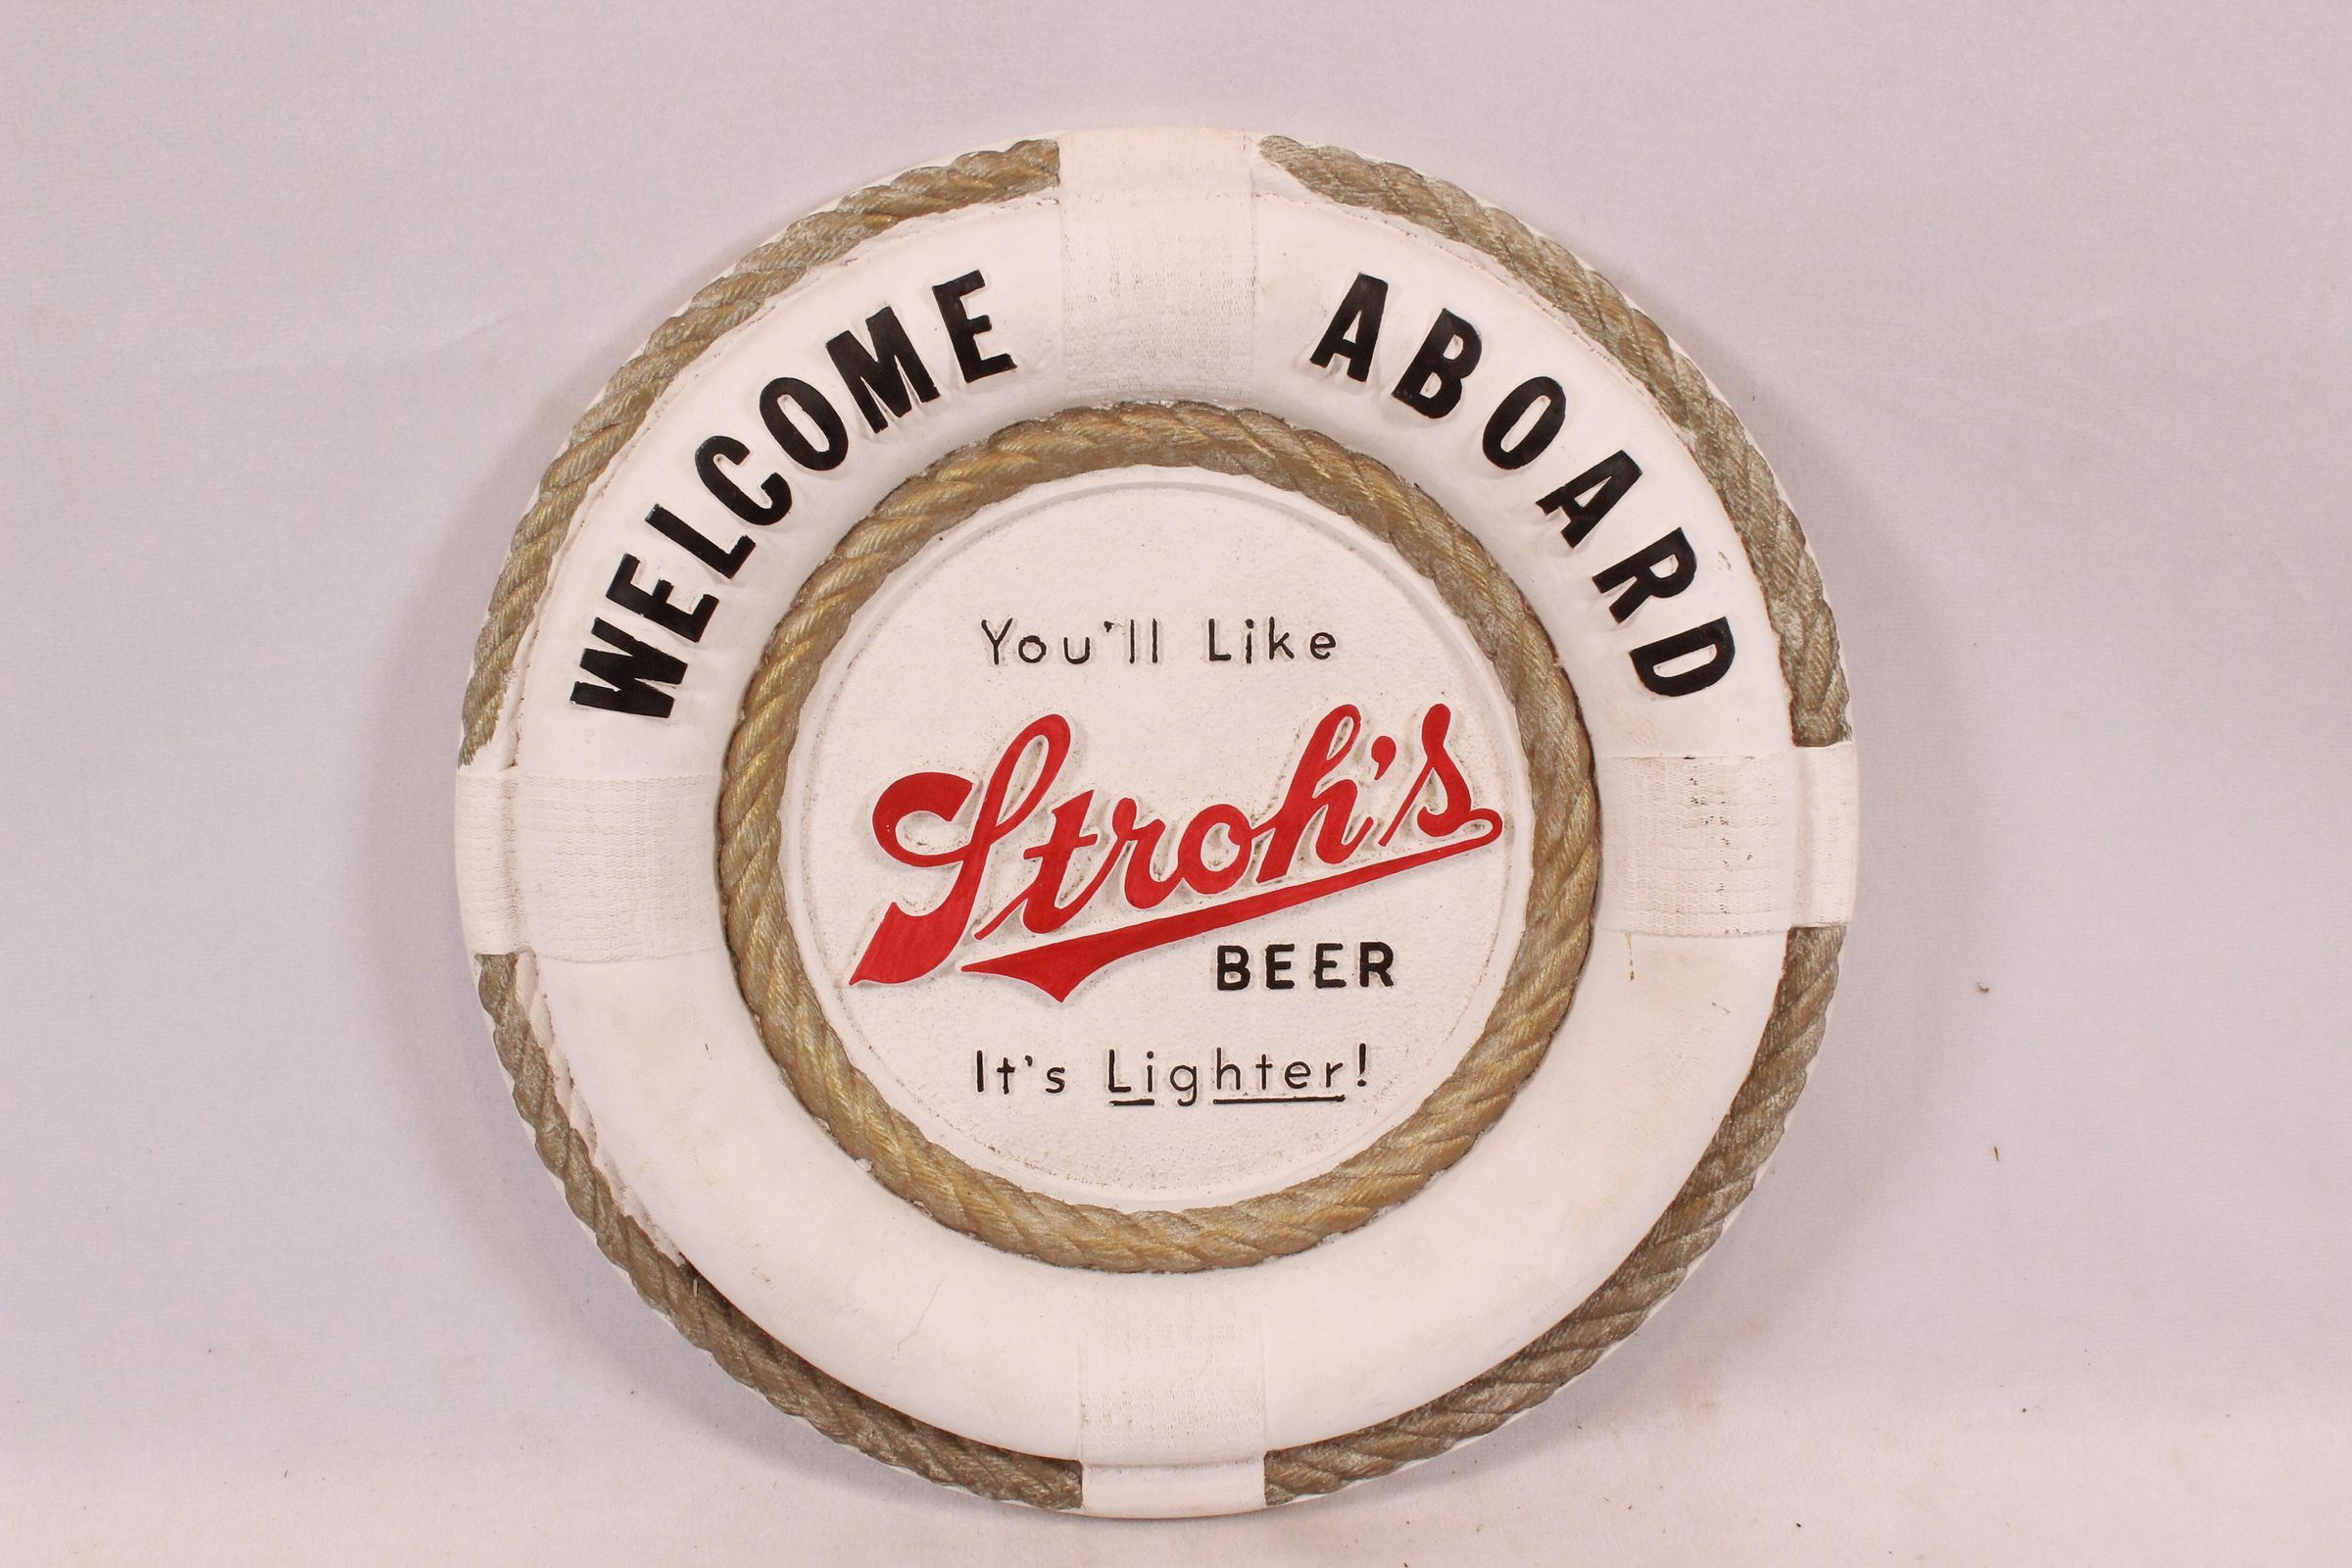 WELCOME ABOARD
You'll Like
Stroh's
BEER
It's Lighter!